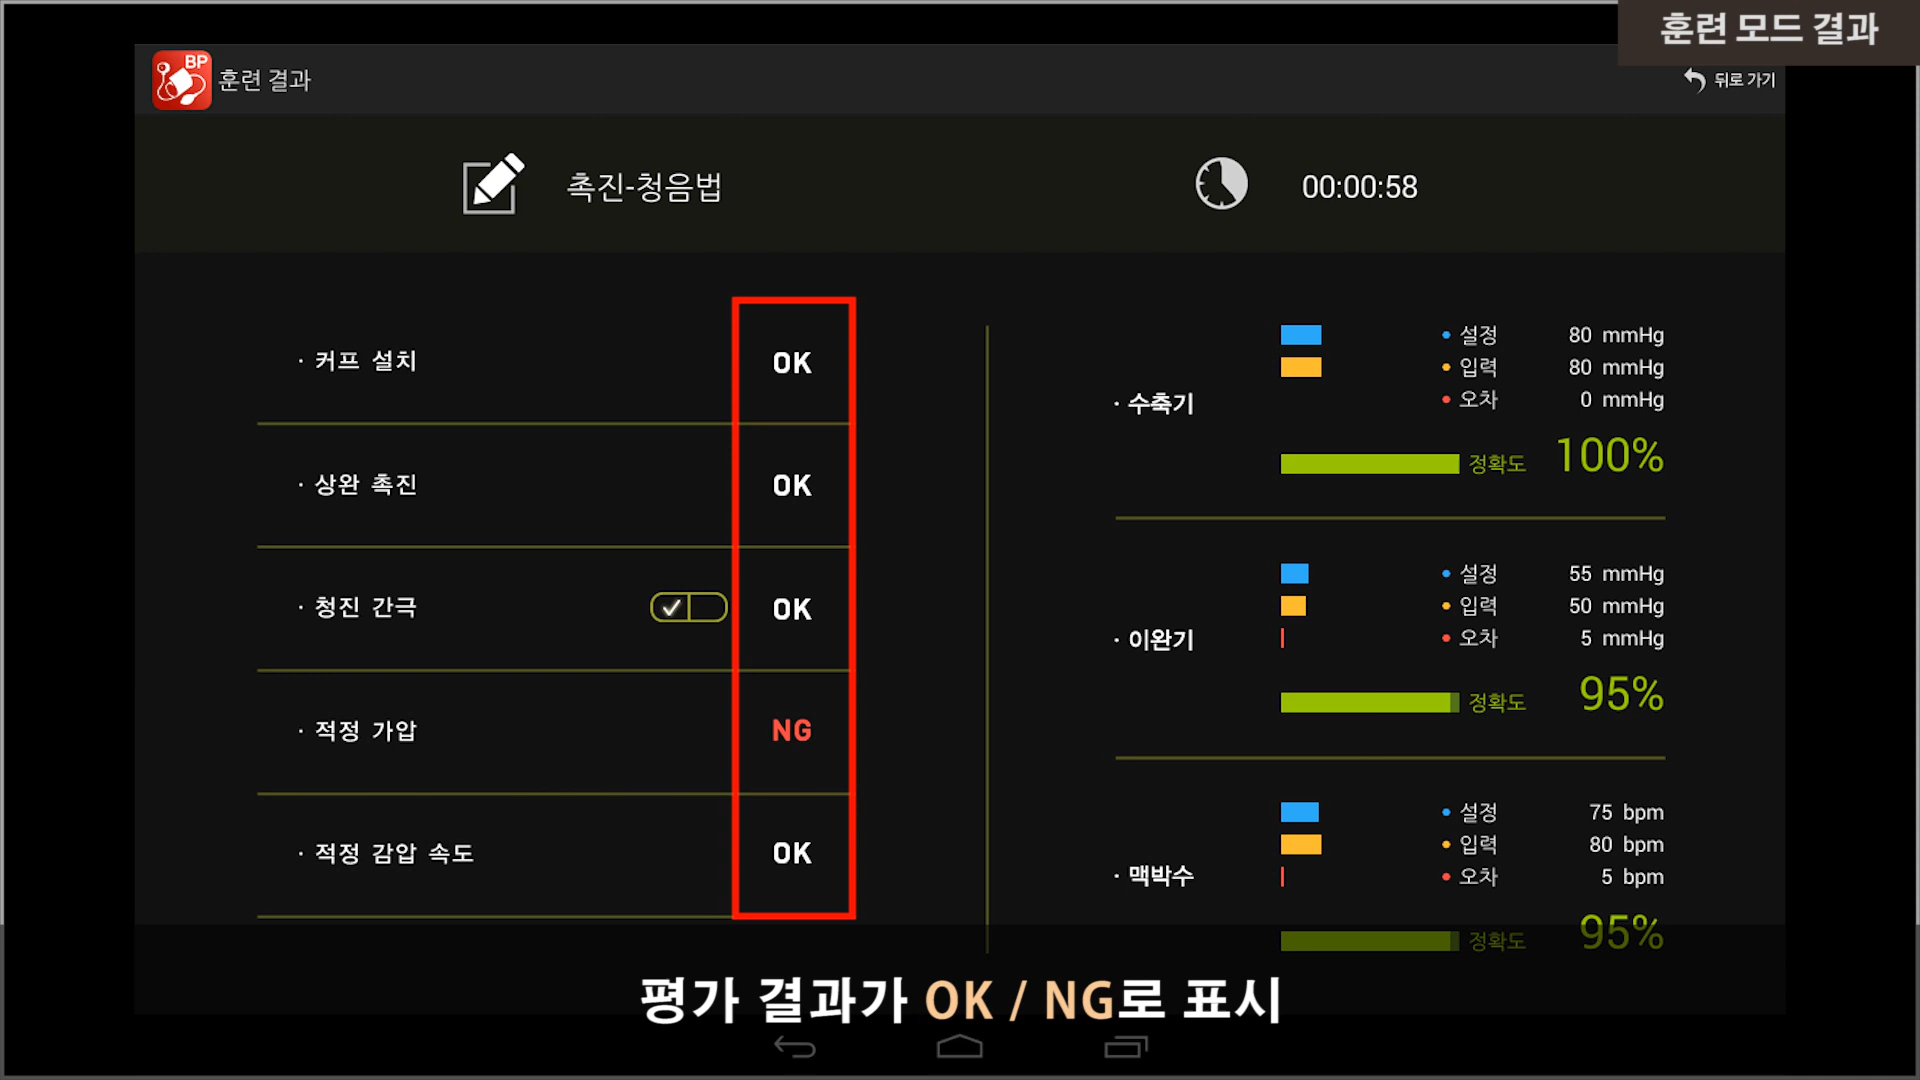 훈련 모드 결과
BP
훈련 결과
뒤로 가기
촉진-청음법
00:00:58
· 커프 설치 OK
· 상완 촉진 OK
· 청진 간극 OK
· 적정 가압 NG
· 적정 감압 속도 OK
· 수축기
• 설정 80 mmHg
• 입력 80 mmHg
• 오차 0 mmHg
정확도 100%
· 이완기
• 설정 55 mmHg
• 입력 50 mmHg
• 오차 5 mmHg
정확도 95%
· 맥박수
• 설정 75 bpm
• 입력 80 bpm
• 오차 5 bpm
정확도 95%
평가 결과가 OK / NG로 표시